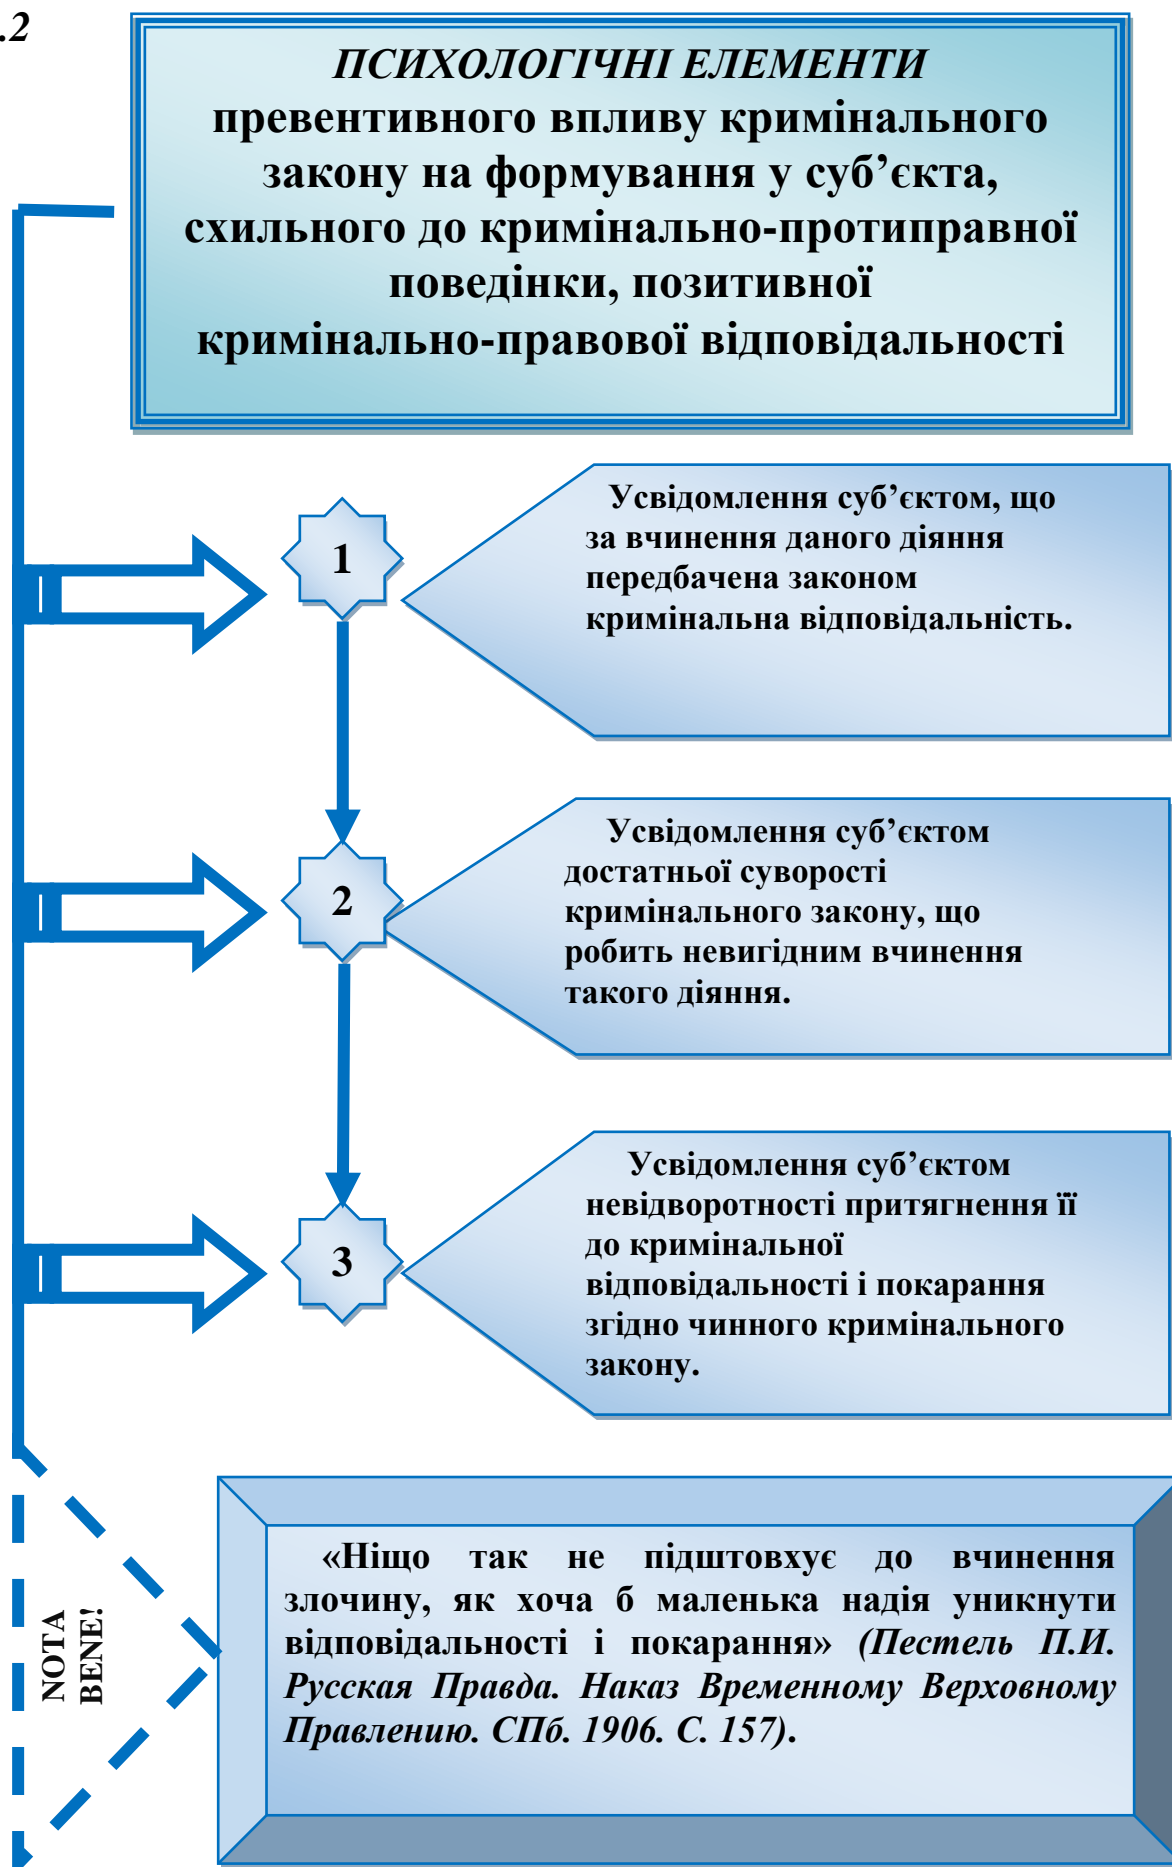 .2
ПСИХОЛОГІЧНІ ЕЛЕМЕНТИ
превентивного впливу кримінального
закону на формування у суб’єкта,
схильного до кримінально-протиправної
поведінки, позитивної
кримінально-правової відповідальності
1
Усвідомлення суб’єктом, що
за вчинення даного діяння
передбачена законом
кримінальна відповідальність.
2
Усвідомлення суб’єктом
достатньої суворості
кримінального закону, що
робить невигідним вчинення
такого діяння.
3
Усвідомлення суб’єктом
невідворотності притягнення її
до кримінальної
відповідальності і покарання
згідно чинного кримінального
закону.
NOTA
BENE!
«Ніщо так не підштовхує до вчинення
злочину, як хоча б маленька надія уникнути
відповідальності і покарання» (Пестель П.И.
Русская Правда. Наказ Временному Верховному
Правлению. СПб. 1906. С. 157).